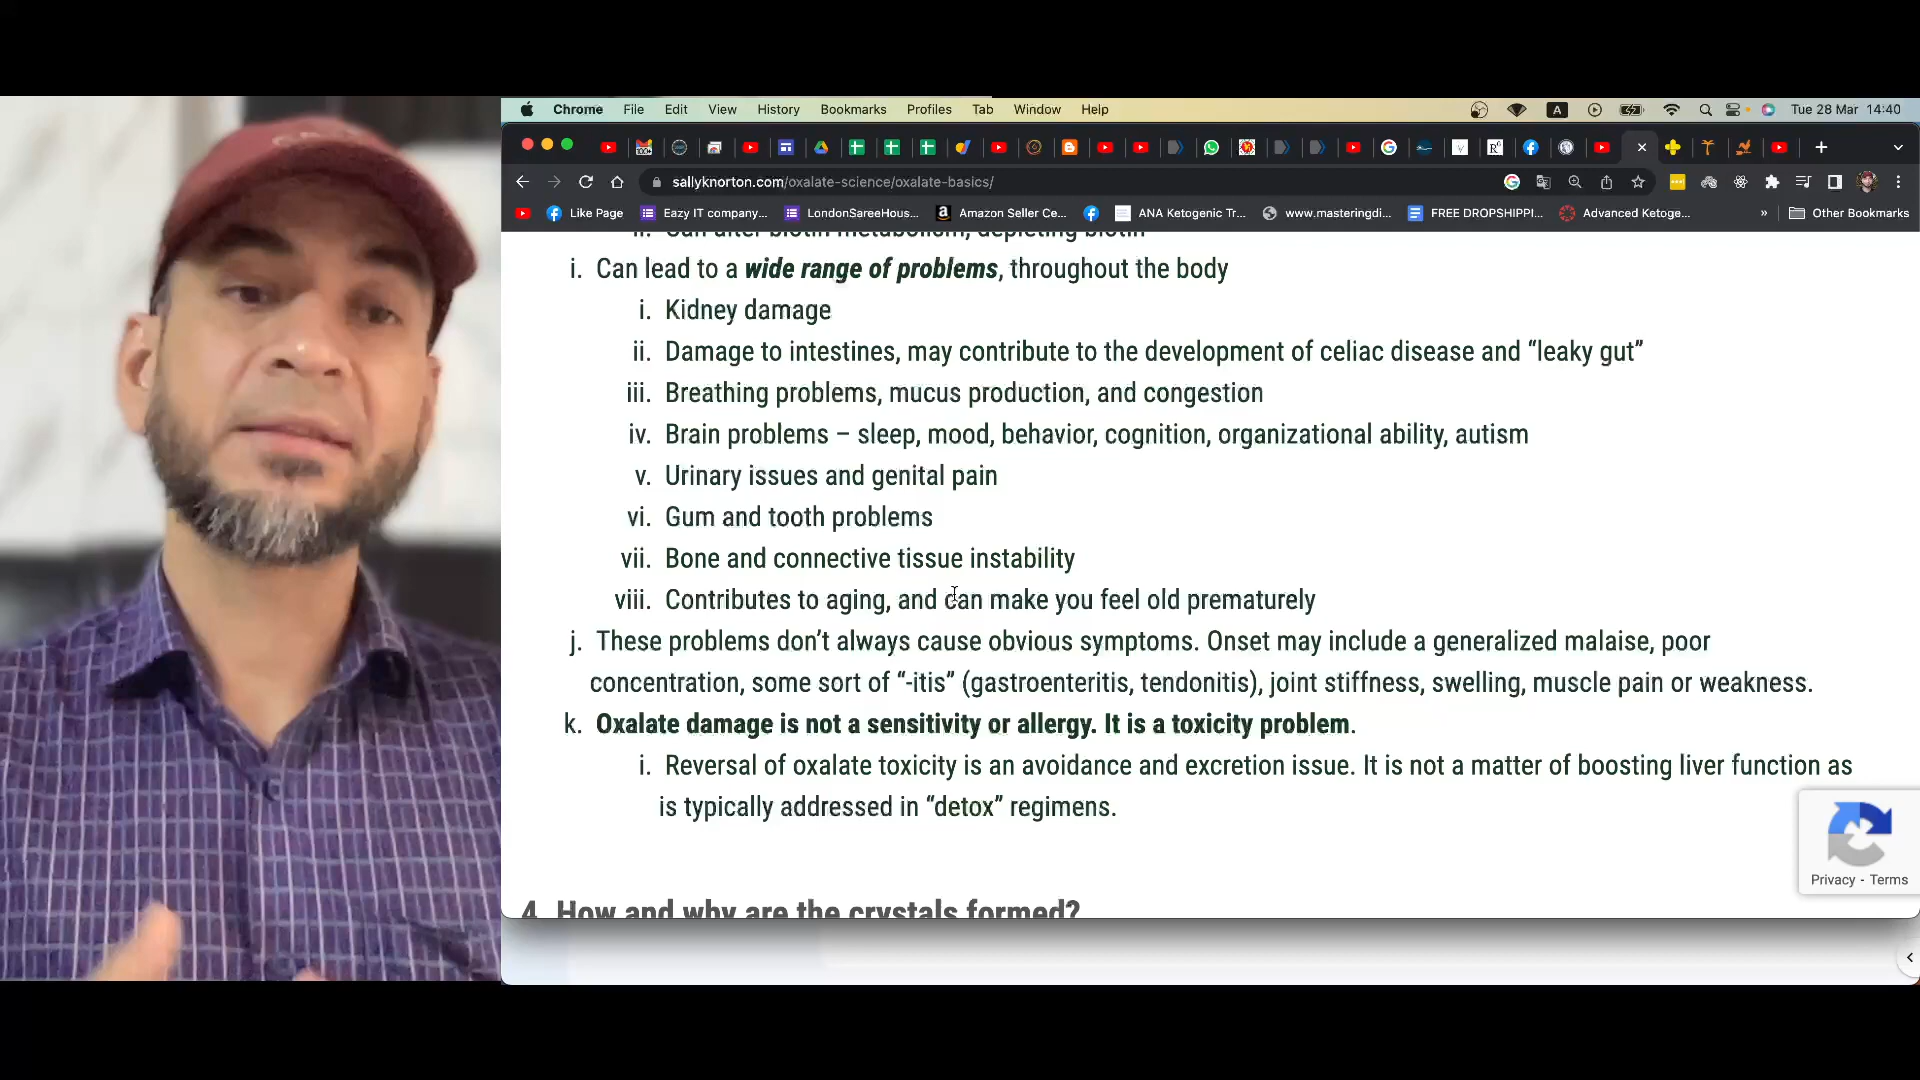 Chrome File Edit View History Bookmarks Profiles Tab Window Help
A
Tue 28 Mar 14:40
sallyknorton.com/oxalate-science/oxalate-basics/
Like Page
Eazy IT company...
LondonSareeHous...
Amazon Seller Ce...
ANA Ketogenic Tr...
www.masteringdi...
FREE DROPSHIPPI...
Advanced Ketoge...
»
Other Bookmarks
ii. Can alter biotin metabolism, depleting biotin
i. Can lead to a wide range of problems, throughout the body
i. Kidney damage
ii. Damage to intestines, may contribute to the development of celiac disease and “leaky gut”
iii. Breathing problems, mucus production, and congestion
iv. Brain problems – sleep, mood, behavior, cognition, organizational ability, autism
v. Urinary issues and genital pain
vi. Gum and tooth problems
vii. Bone and connective tissue instability
viii. Contributes to aging, and can make you feel old prematurely
j. These problems don’t always cause obvious symptoms. Onset may include a generalized malaise, poor
concentration, some sort of “-itis” (gastroenteritis, tendonitis), joint stiffness, swelling, muscle pain or weakness.
k. Oxalate damage is not a sensitivity or allergy. It is a toxicity problem.
i. Reversal of oxalate toxicity is an avoidance and excretion issue. It is not a matter of boosting liver function as
is typically addressed in “detox” regimens.
Privacy - Terms
4. How and why are the crystals formed?